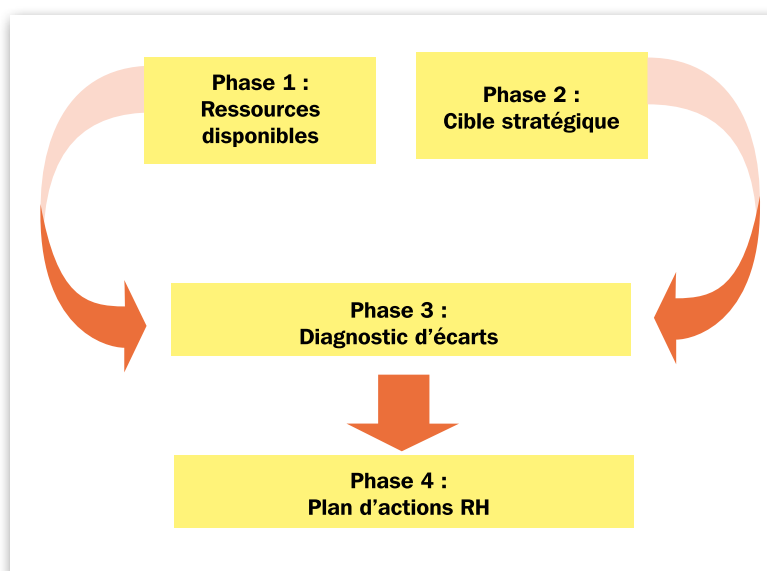 Phase 1 :
Ressources
disponibles
Phase 2 :
Cible stratégique
Phase 3 :
Diagnostic d’écarts
Phase 4 :
Plan d’actions RH